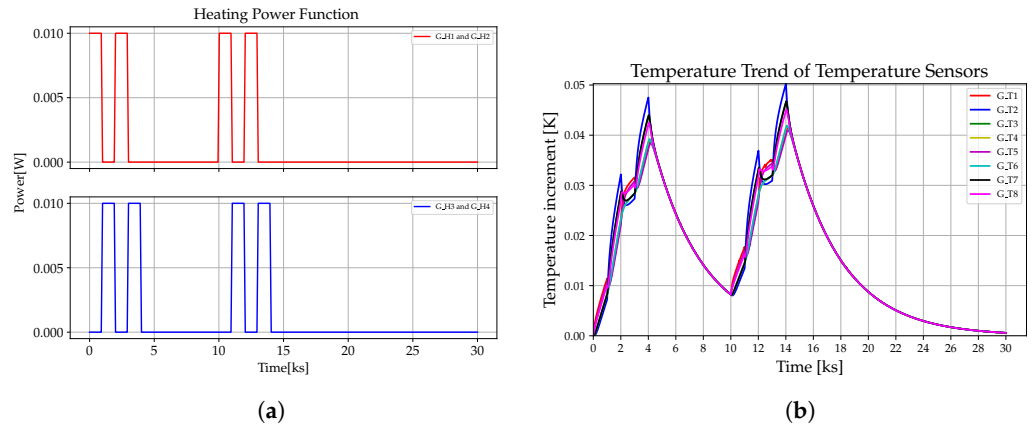 Heating Power Function
0.010
0.005
0.000
G_H1 and G_H2
Power[W]
0.010
0.005
0.000
G_H3 and G_H4
0 5 10 15 20 25 30
Time[ks]
(a)
Temperature Trend of Temperature Sensors
Temperature increment [K]
0.05
0.04
0.03
0.02
0.01
0.00
G_T1
G_T2
G_T3
G_T4
G_T5
G_T6
G_T7
G_T8
0 2 4 6 8 10 12 14 16 18 20 22 24 26 28 30
Time [ks]
(b)